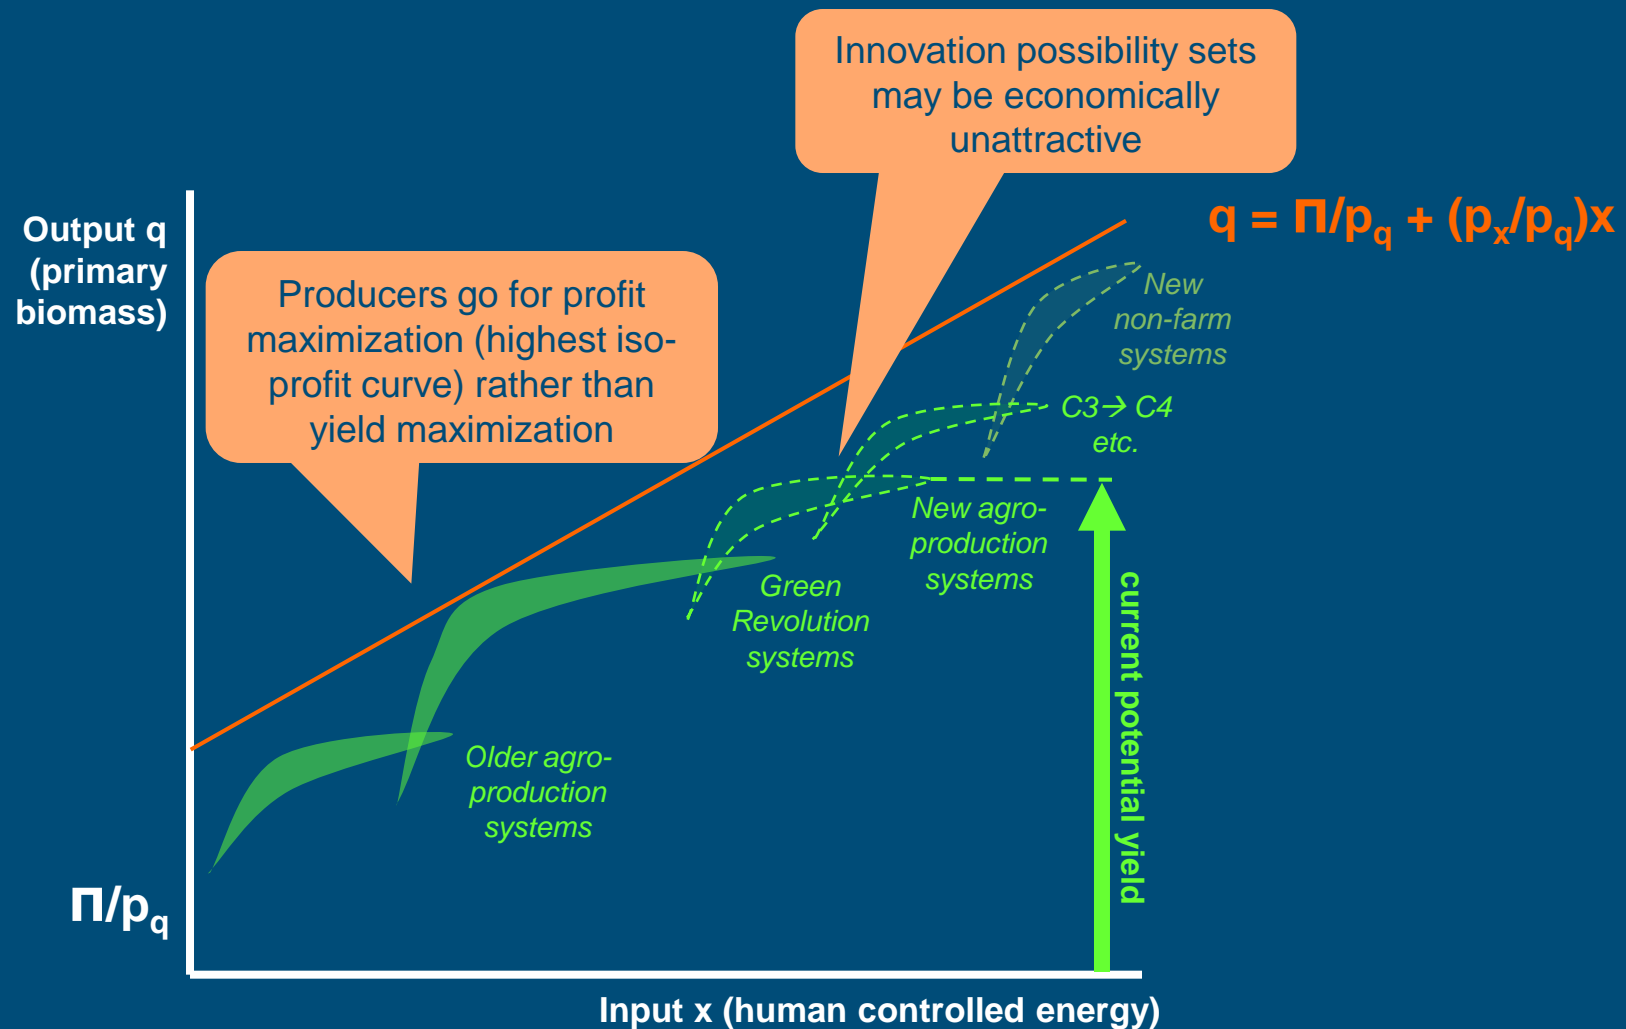 Innovation possibility sets
may be economically
unattractive
q = Π/pq + (px/pq)x
Output q
(primary
biomass)
Producers go for profit
maximization (highest iso-
profit curve) rather than
yield maximization
New
non-farm
systems
C3→ C4
etc.
New agro-
production
systems
Green
Revolution
systems
current potential yield
Older agro-
production
systems
Π/pq
Input x (human controlled energy)